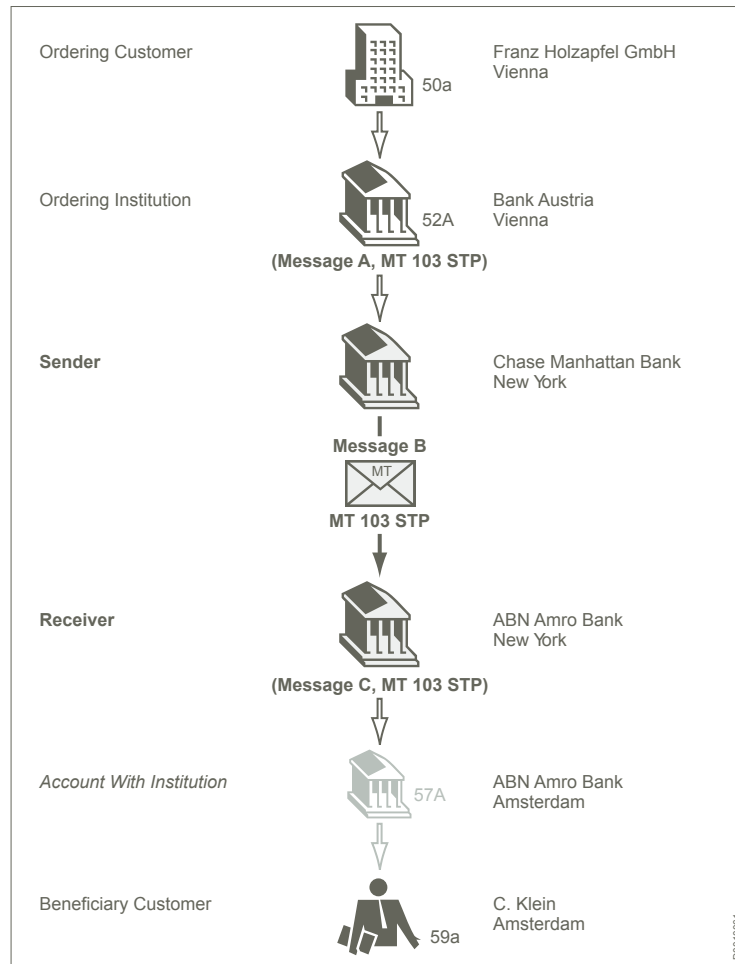 Ordering Customer
50a
Franz Holzapfel GmbH
Vienna
Ordering Institution
52A
Bank Austria
Vienna
(Message A, MT 103 STP)
Sender
Chase Manhattan Bank
New York
Message B
MT
MT 103 STP
Receiver
ABN Amro Bank
New York
(Message C, MT 103 STP)
Account With Institution
57A
ABN Amro Bank
Amsterdam
Beneficiary Customer
59a
C. Klein
Amsterdam